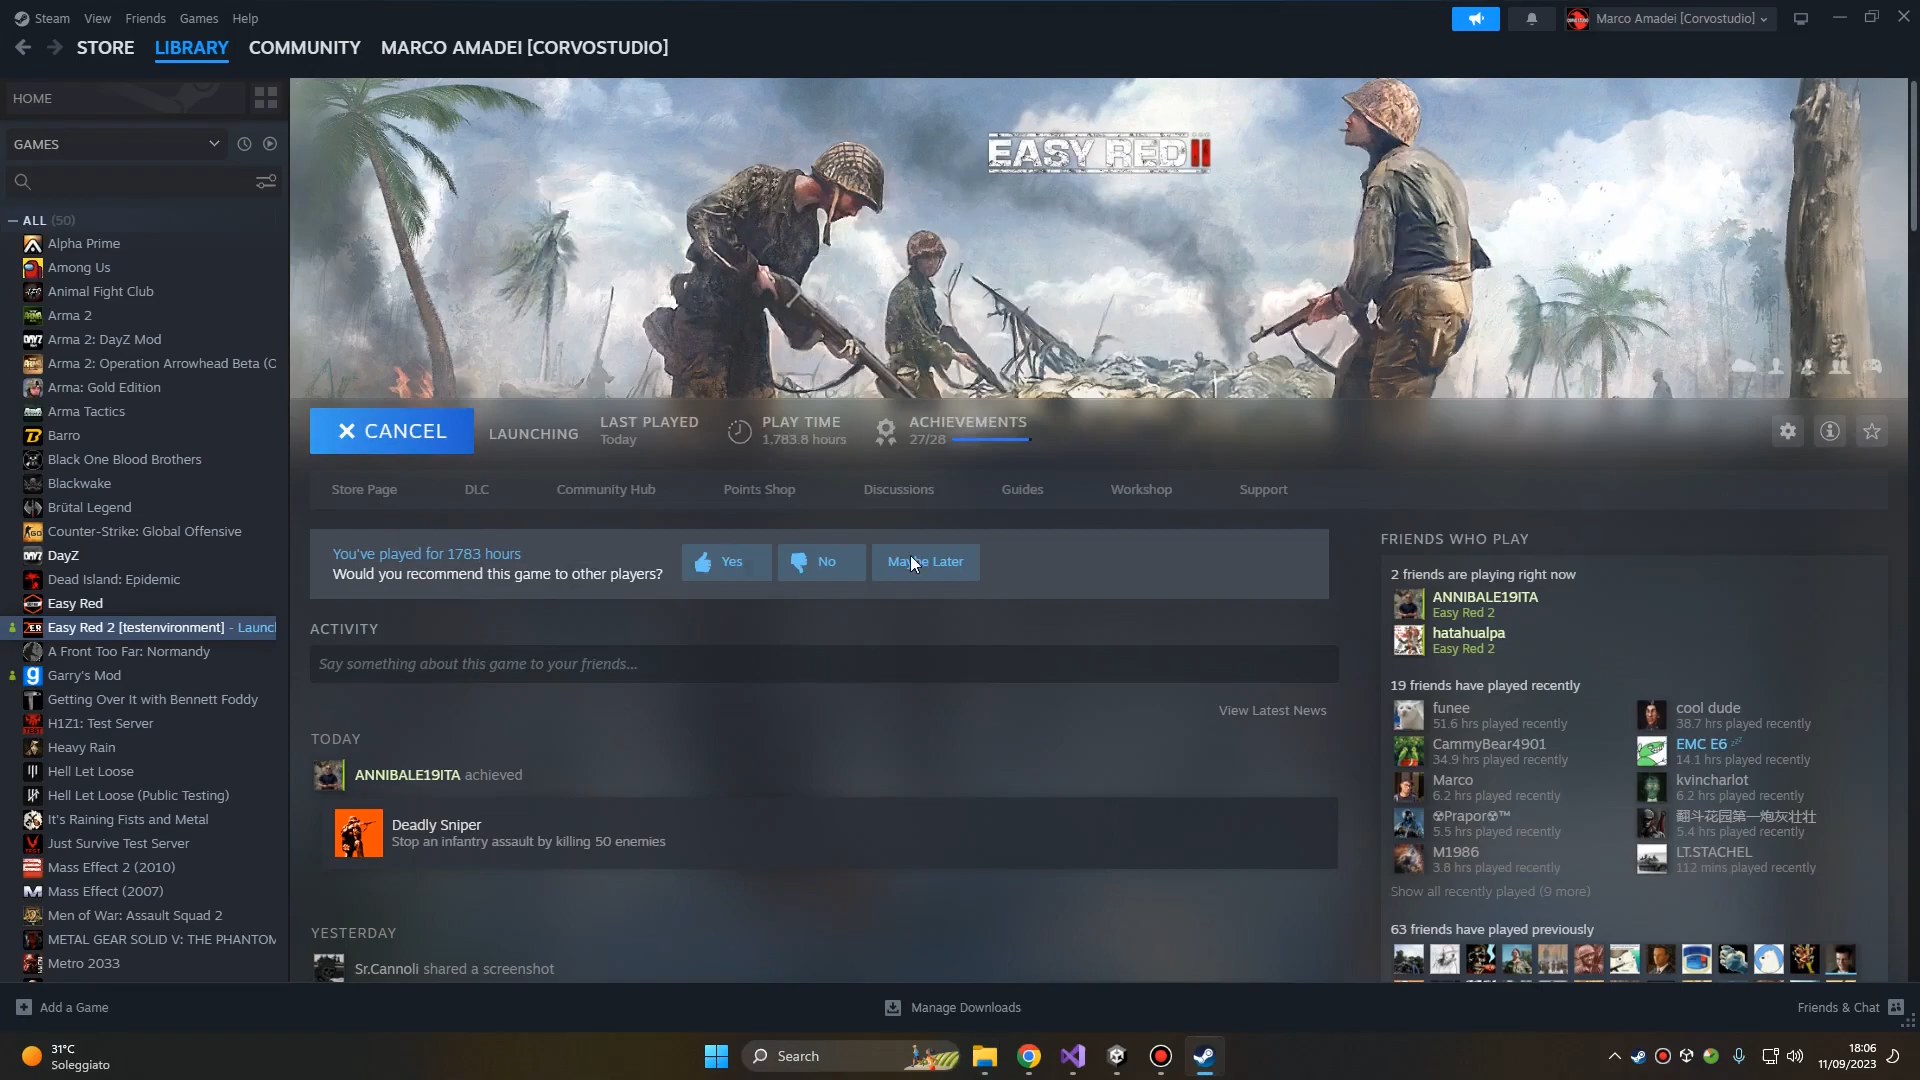 Steam View Friends Games Help
Marco Amadei [Corvostudio]
STORE LIBRARY COMMUNITY MARCO AMADEI [CORVOSTUDIO]
HOME
GAMES
ALL (50)
Alpha Prime
Among Us
Animal Fight Club
Arma 2
Arma 2: DayZ Mod
Arma 2: Operation Arrowhead Beta (O
Arma: Gold Edition
Arma Tactics
Barro
Black One Blood Brothers
Blackwake
Brütal Legend
Counter-Strike: Global Offensive
DayZ
Dead Island: Epidemic
Easy Red
Easy Red 2 [testenvironment] - Launc
A Front Too Far: Normandy
Garry's Mod
Getting Over It with Bennett Foddy
H1Z1: Test Server
Heavy Rain
Hell Let Loose
Hell Let Loose (Public Testing)
It's Raining Fists and Metal
Just Survive Test Server
Mass Effect 2 (2010)
Mass Effect (2007)
Men of War: Assault Squad 2
METAL GEAR SOLID V: THE PHANTOM
Metro 2033
EASY RED II
CANCEL
LAUNCHING
LAST PLAYED
Today
PLAY TIME
1,783.8 hours
ACHIEVEMENTS
27/28
Store Page DLC Community Hub Points Shop Discussions Guides Workshop Support
You've played for 1783 hours
Would you recommend this game to other players?
Yes No Maybe Later
ACTIVITY
Say something about this game to your friends...
View Latest News
TODAY
ANNIBALE19ITA achieved
Deadly Sniper
Stop an infantry assault by killing 50 enemies
YESTERDAY
Sr.Cannoli shared a screenshot
FRIENDS WHO PLAY
2 friends are playing right now
ANNIBALE19ITA
Easy Red 2
hatahualpa
Easy Red 2
19 friends have played recently
funee
51.6 hrs played recently
cool dude
38.7 hrs played recently
CammyBear4901
34.9 hrs played recently
EMC E6 zzZ
14.1 hrs played recently
Marco
6.2 hrs played recently
kvincharlot
6.2 hrs played recently
☢Prapor☢™
5.5 hrs played recently
翻斗花园第一炮灰壮壮
5.4 hrs played recently
M1986
3.8 hrs played recently
LT.STACHEL
112 mins played recently
Show all recently played (9 more)
63 friends have played previously
Add a Game
Manage Downloads
Friends & Chat
31°C
Soleggiato
Search
18:06
11/09/2023